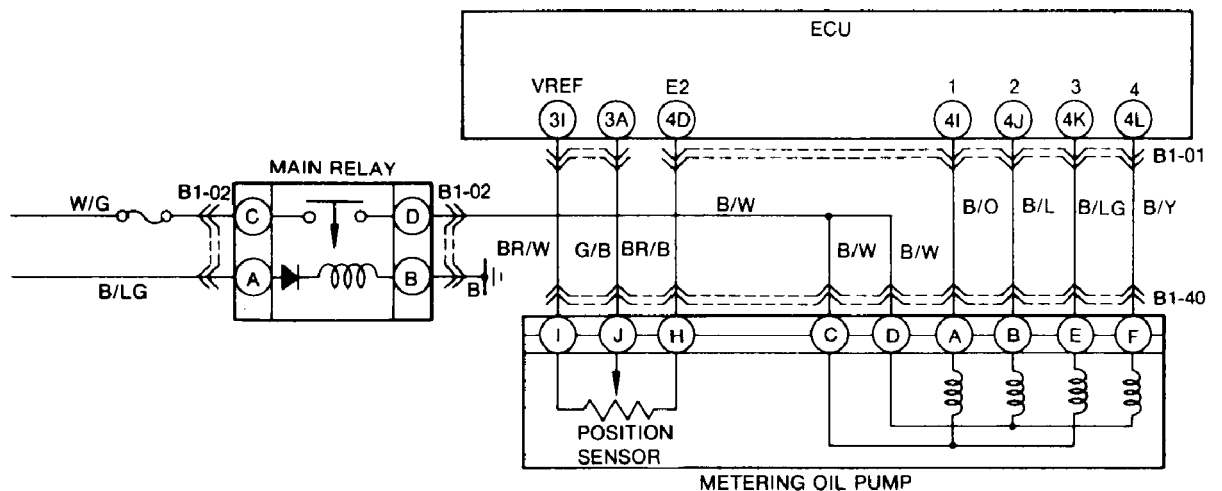 ECU
VREF E2 1 2 3 4
3I 3A 4D 4I 4J 4K 4L
B1-01
MAIN RELAY
W/G B1-02 C D B1-02
B/W B/O B/L B/LG B/Y
BR/W G/B BR/B B/W B/W
A B B
B/LG
B1-40
I J H C D A B E F
POSITION
SENSOR
METERING OIL PUMP